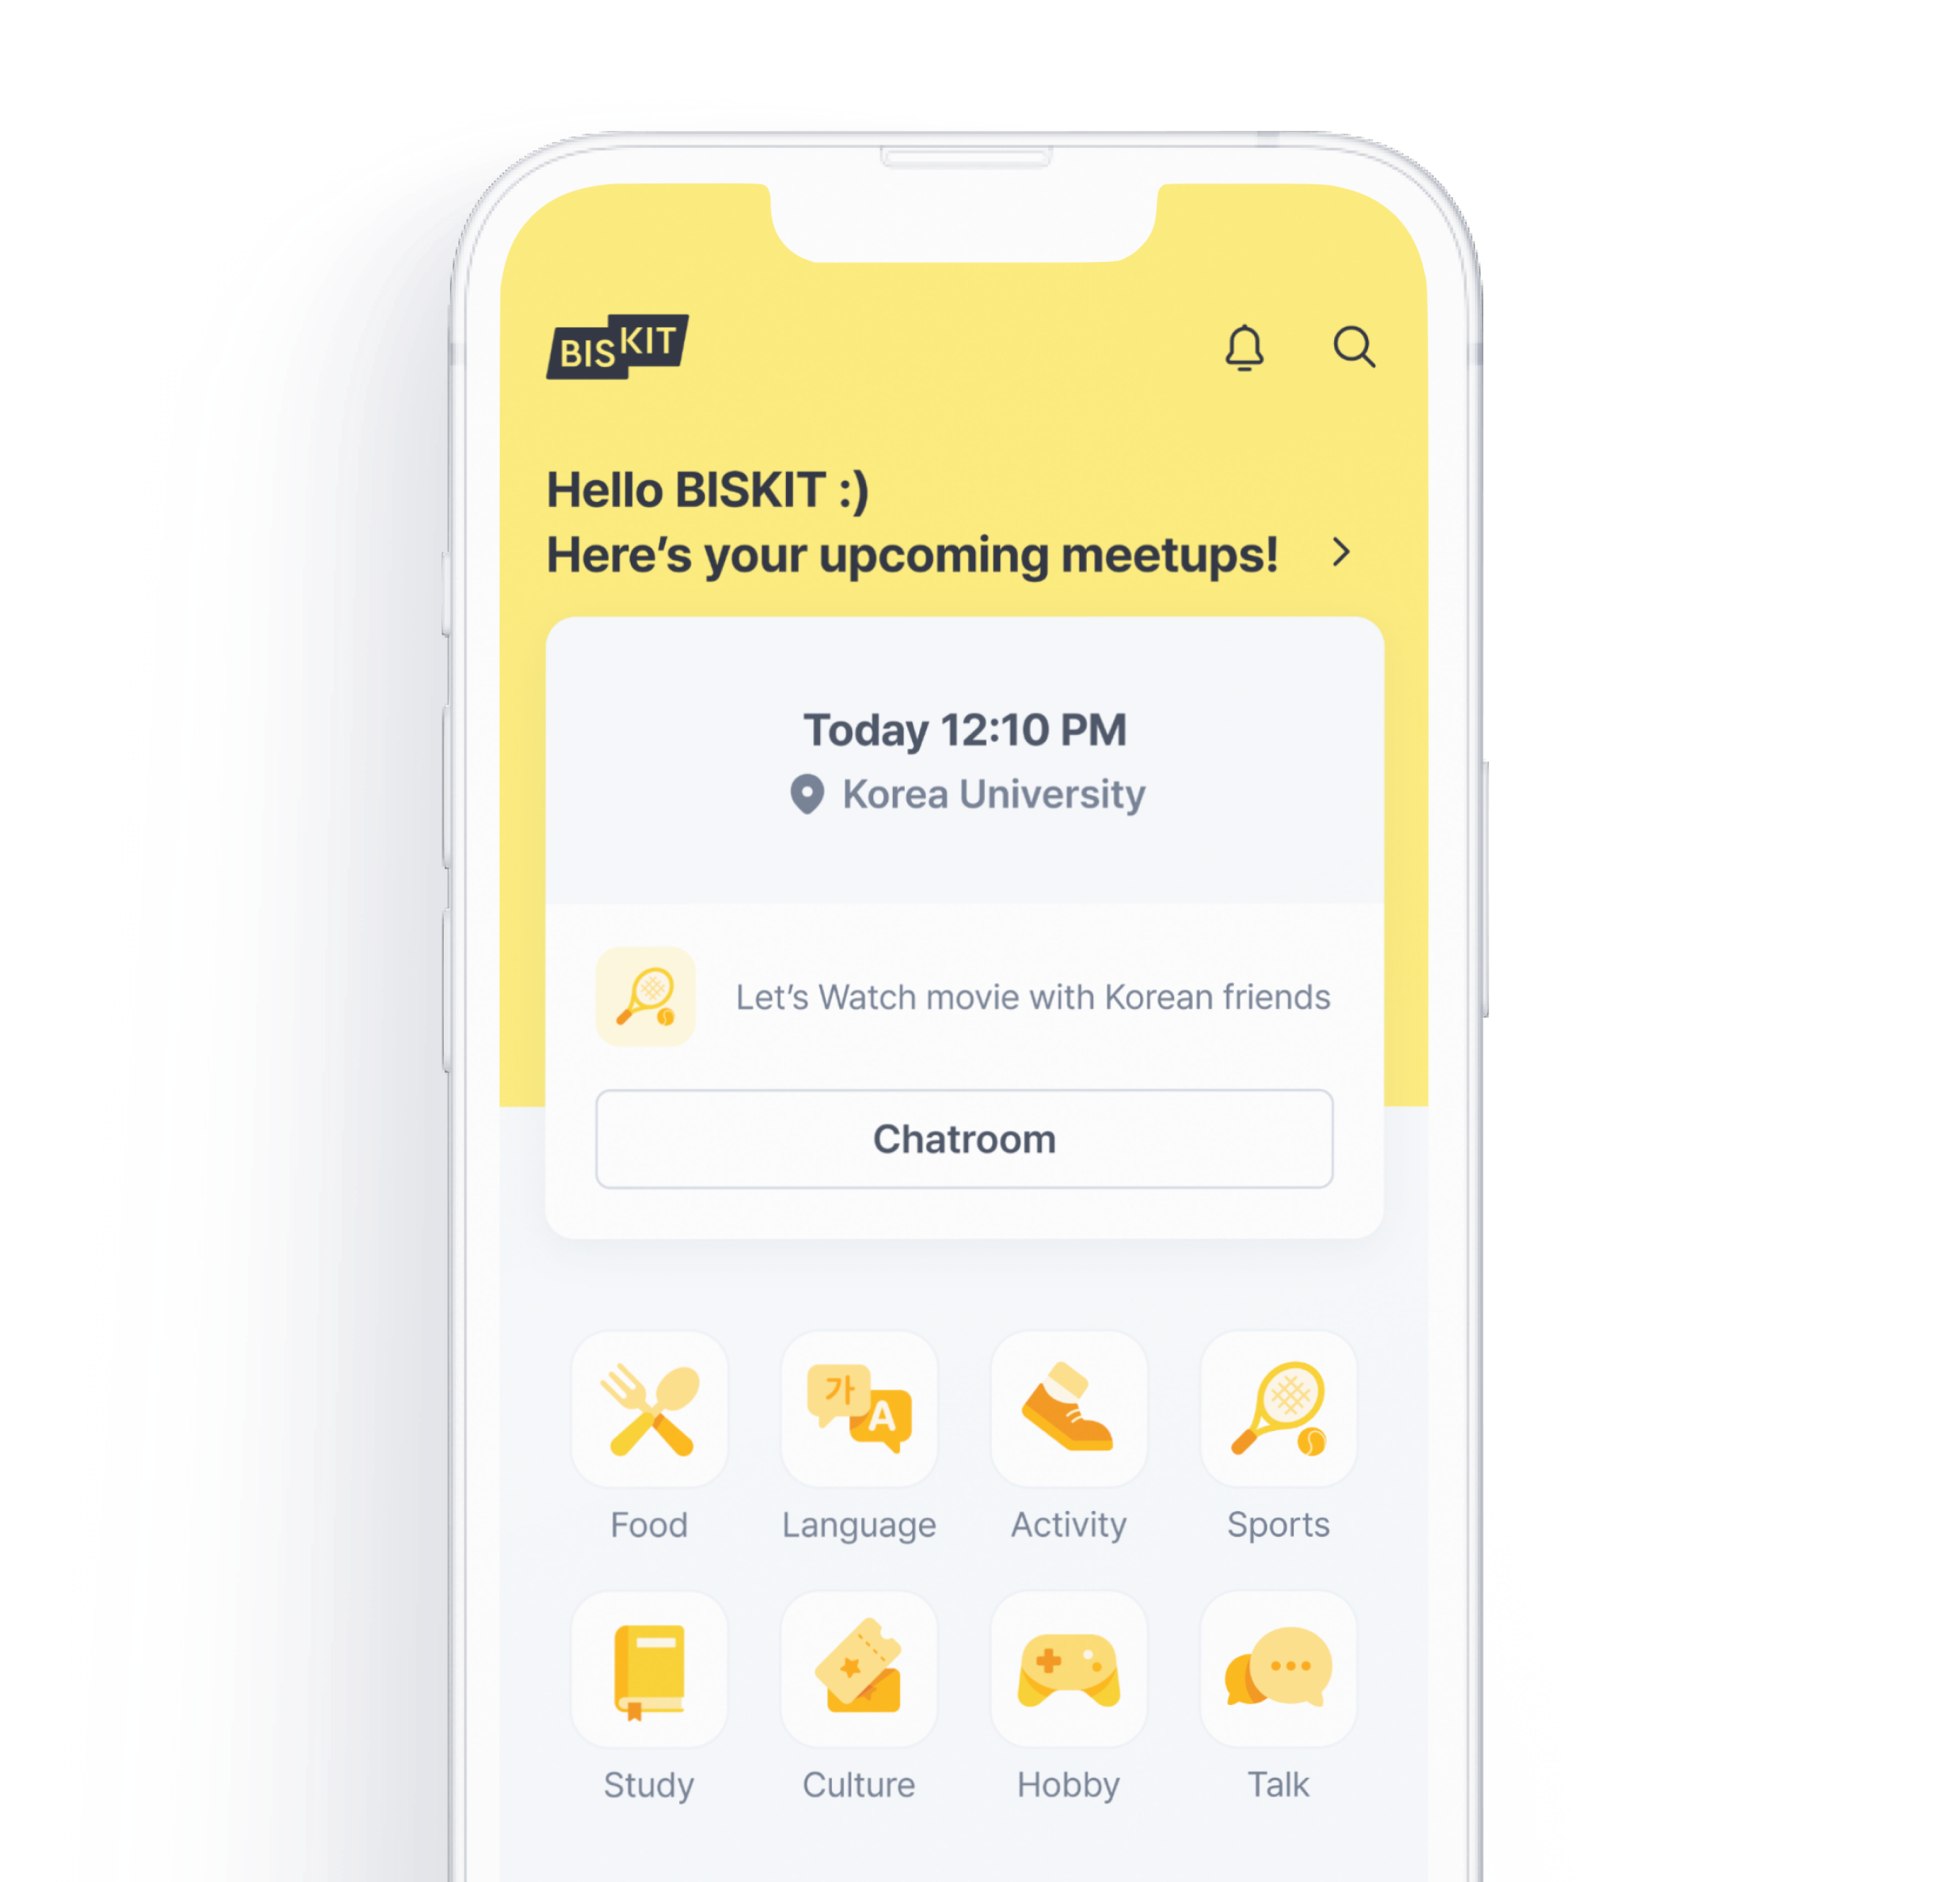 BISKIT
Hello BISKIT :)
Here’s your upcoming meetups!
Today 12:10 PM
Korea University
Let’s Watch movie with Korean friends
Chatroom
가 A
Food Language Activity Sports
Study Culture Hobby Talk